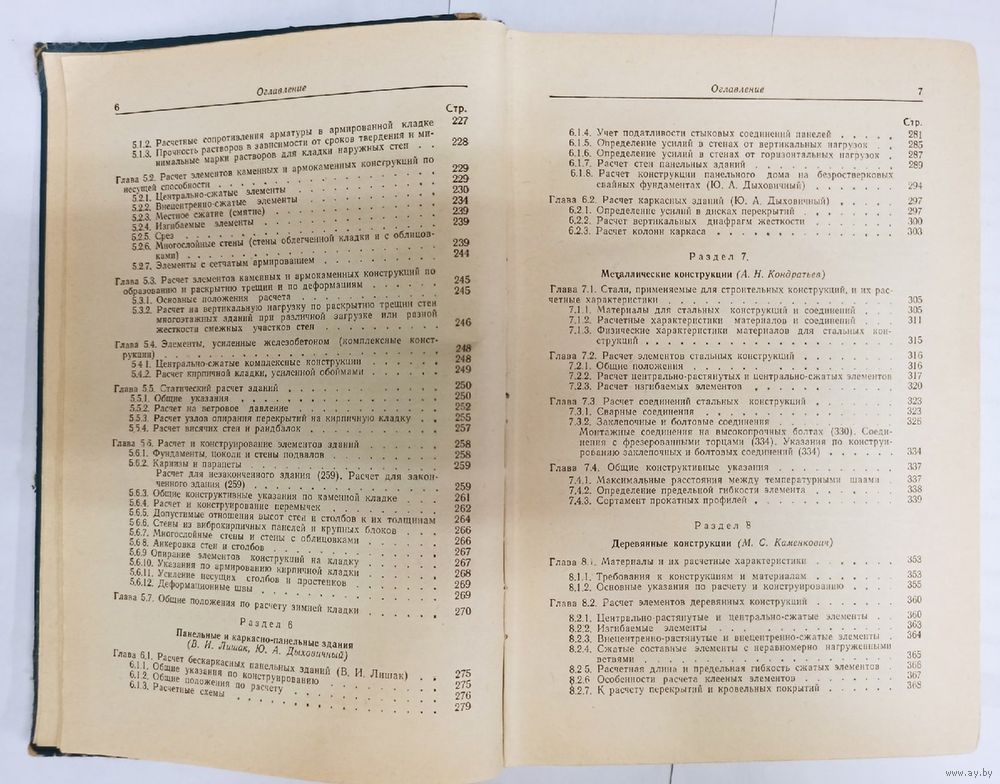 6
Оглавление
Стр.
5.1.2. Расчетные сопротивления арматуры в армированной кладке 227
5.1.3. Прочность растворов в зависимости от сроков твердения и ми-
нимальные марки растворов для кладки наружных стен . . 228
Глава 5.2. Расчет элементов каменных и армокаменных конструкций по
несущей способности 229
5.2.1. Центрально-сжатые элементы 229
5.2.2. Внецентренно-сжатые элементы 230
5.2.3. Местное сжатие (смятие) 234
5.2.4. Изгибаемые элементы 239
5.2.5. Срез 239
5.2.6. Многослойные стены (стены облегченной кладки и с облицов-
ками) 239
5.2.7. Элементы с сетчатым армированием 244
Глава 5.3. Расчет элементов каменных и армокаменных конструкций по
образованию и раскрытию трещин и по деформациям 245
5.3.1. Основные положения расчета 245
5.3.2. Расчет на вертикальную нагрузку по раскрытию трещин стен
многоэтажных зданий при различной загрузке или разной
жесткости смежных участков стен 246
Глава 5.4. Элементы, усиленные железобетоном (комплексные конст-
рукции) 248
5.4.1. Центрально-сжатые комплексные конструкции 248
5.4.2. Расчет кирпичной кладки, усиленной обоймами 249
Глава 5.5. Статический расчет зданий 250
5.5.1. Общие указания 250
5.5.2. Расчет на ветровое давление 252
5.5.3. Расчет узлов опирания перекрытий на кирпичную кладку . . 255
5.5.4. Расчет висячих стен и рандбалок 257
Глава 5.6. Расчет и конструирование элементов зданий 258
5.6.1. Фундаменты, цоколи и стены подвалов 258
5.6.2. Карнизы и парапеты 259
Расчет для незаконченного здания (259). Расчет для закон-
ченного здания (259) 259
5.6.3. Общие конструктивные указания по каменной кладке 261
5.6.4. Расчет и конструирование перемычек 262
5.6.5. Допустимые отношения высот стен и столбов к их толщинам 264
5.6.6. Стены из виброкирпичных панелей и крупных блоков 266
5.6.7. Многослойные стены и стены с облицовками 266
5.6.8. Анкеровка стен и столбов 267
5.6.9 Опирание элементов конструкций на кладку 267
5.6.10. Указания по армированию кирпичной кладки 268
5.6.11. Усиление несущих столбов и простенков 269
5.6.12. Деформационные швы 269
Глава 5.7. Общие положения по расчету зимней кладки 270
Раздел 6
Панельные и каркасно-панельные здания
(В. И. Лишак, Ю. А. Дыховичный)
Глава 6.1. Расчет бескаркасных панельных зданий (В. И. Лишак) . . 275
6.1.1. Общие указания по конструированию 275
6.1.2. Общие положения по расчету 276
6.1.3. Расчетные схемы 279
Оглавление
7
Стр.
6.1.4. Учет податливости стыковых соединений панелей . . . . . 281
6.1.5. Определение усилий в стенах от вертикальных нагрузок . . 285
6.1.6. Определение усилий в стенах от горизонтальных нагрузок . 287
6.1.7. Расчет стен панельных зданий 289
6.1.8. Расчет конструкции панельного дома на безростверковых
свайных фундаментах (Ю. А. Дыховичный) 294
Глава 6.2. Расчет каркасных зданий (Ю. А. Дыховичный) 297
6.2.1. Определение усилий в дисках перекрытий 297
6.2.2. Расчет вертикальных диафрагм жесткости 300
6.2.3. Расчет колонн каркаса 303
Раздел 7.
Металлические конструкции (А. Н. Кондратьев)
Глава 7.1. Стали, применяемые для строительных конструкций, и их рас-
четные характеристики 305
7.1.1. Материалы для стальных конструкций и соединений . . . 305
7.1.2. Расчетные характеристики материалов и соединений . . . 311
7.1.3. Физические характеристики материалов для стальных кон-
струкций 315
Глава 7.2. Расчет элементов стальных конструкций 316
7.2.1. Общие положения 316
7.2.2. Расчет центрально-растянутых и центрально-сжатых элементов 317
7.2.3. Расчет изгибаемых элементов 320
Глава 7.3. Расчет соединений стальных конструкций 323
7.3.1. Сварные соединения 323
7.3.2. Заклепочные и болтовые соединения 326
Монтажные соединения на высокопрочных болтах (330). Соеди-
нения с фрезерованными торцами (334). Указания по конструи-
рованию заклепочных и болтовых соединений (334) 334
Глава 7.4. Общие конструктивные указания 337
7.4.1. Максимальные расстояния между температурными швами . . 337
7.4.2. Определение предельной гибкости элемента 338
7.4.3. Сортамент прокатных профилей 339
Раздел 8
Деревянные конструкции (М. С. Каменкович)
Глава 8.1. Материалы и их расчетные характеристики 353
8.1.1. Требования к конструкциям и материалам 353
8.1.2. Основные указания по расчету и конструированию 355
Глава 8.2. Расчет элементов деревянных конструкций 360
8.2.1. Центрально-растянутые и центрально-сжатые элементы . . 360
8.2.2. Изгибаемые элементы 363
8.2.3. Внецентренно-растянутые и внецентренно-сжатые элементы . 364
8.2.4. Сжатые составные элементы с неравномерно нагруженными
ветвями 365
8.2.5. Расчетная длина и предельная гибкость сжатых элементов . 366
8.2.6 Особенности расчета клееных элементов 367
8.2.7. К расчету перекрытий и кровельных покрытий 368
www.ay.by